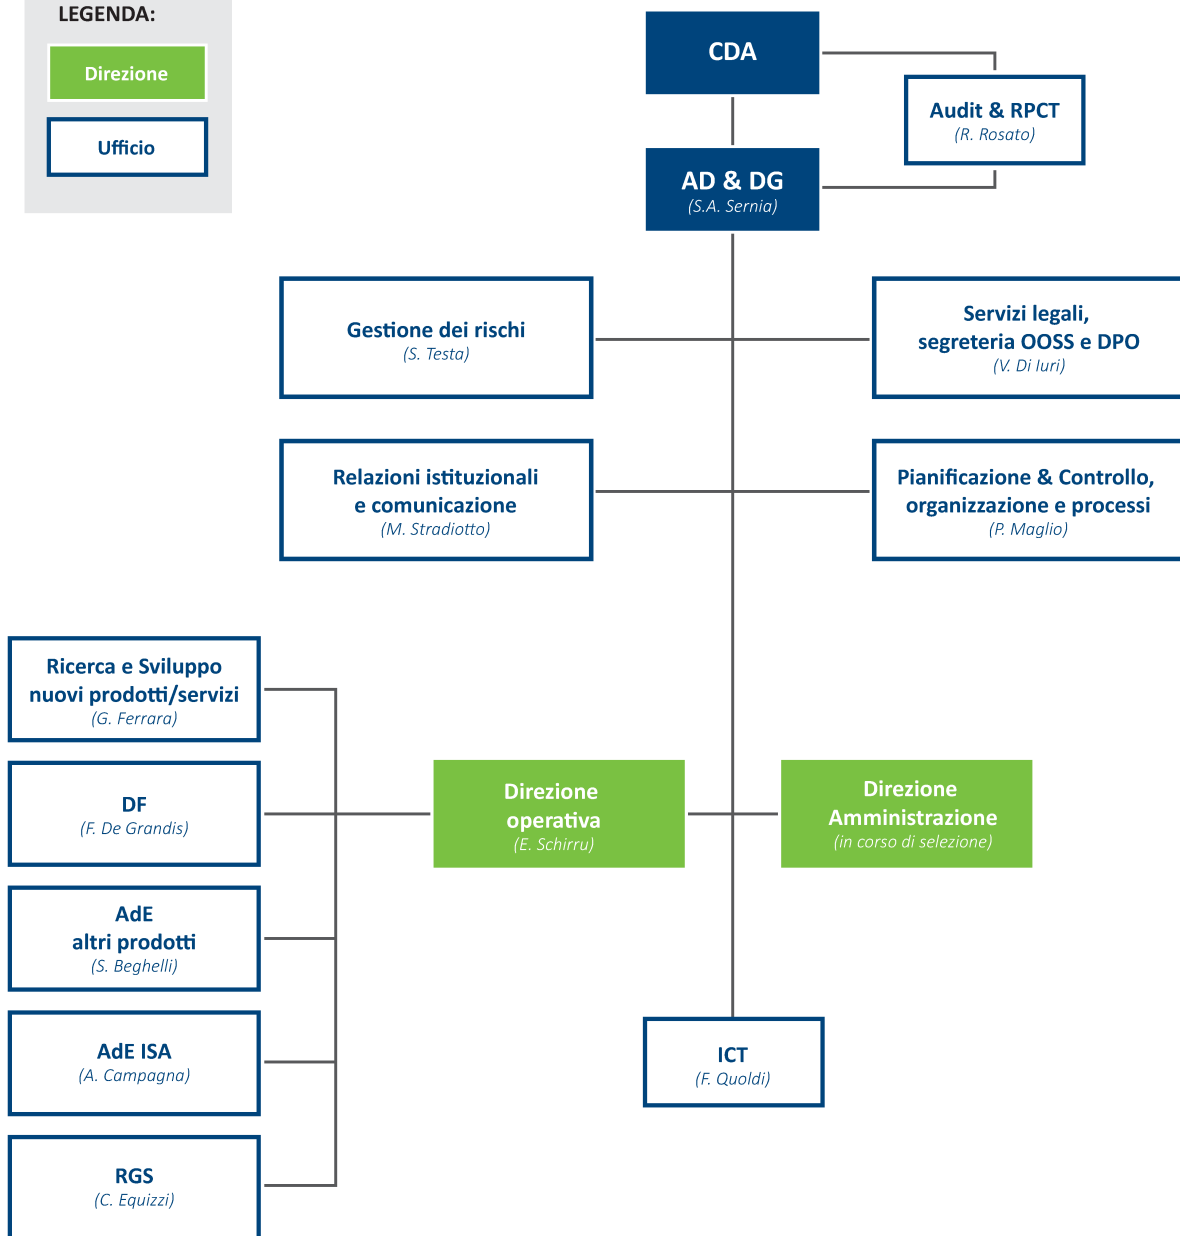 LEGENDA:
Direzione
Ufficio
CDA
Audit & RPCT
(R. Rosato)
AD & DG
(S.A. Sernia)
Gestione dei rischi
(S. Testa)
Servizi legali,
segreteria OOSS e DPO
(V. Di Iuri)
Relazioni istituzionali
e comunicazione
(M. Stradiotto)
Pianificazione & Controllo,
organizzazione e processi
(P. Maglio)
Ricerca e Sviluppo
nuovi prodotti/servizi
(G. Ferrara)
DF
(F. De Grandis)
AdE
altri prodotti
(S. Beghelli)
AdE ISA
(A. Campagna)
RGS
(C. Equizzi)
Direzione
operativa
(E. Schirru)
Direzione
Amministrazione
(in corso di selezione)
ICT
(F. Quoldi)